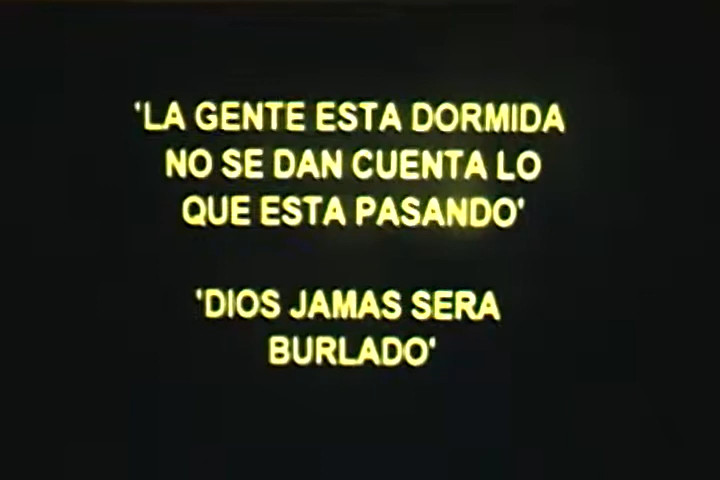 'LA GENTE ESTA DORMIDA
NO SE DAN CUENTA LO
QUE ESTA PASANDO'
'DIOS JAMAS SERA
BURLADO'